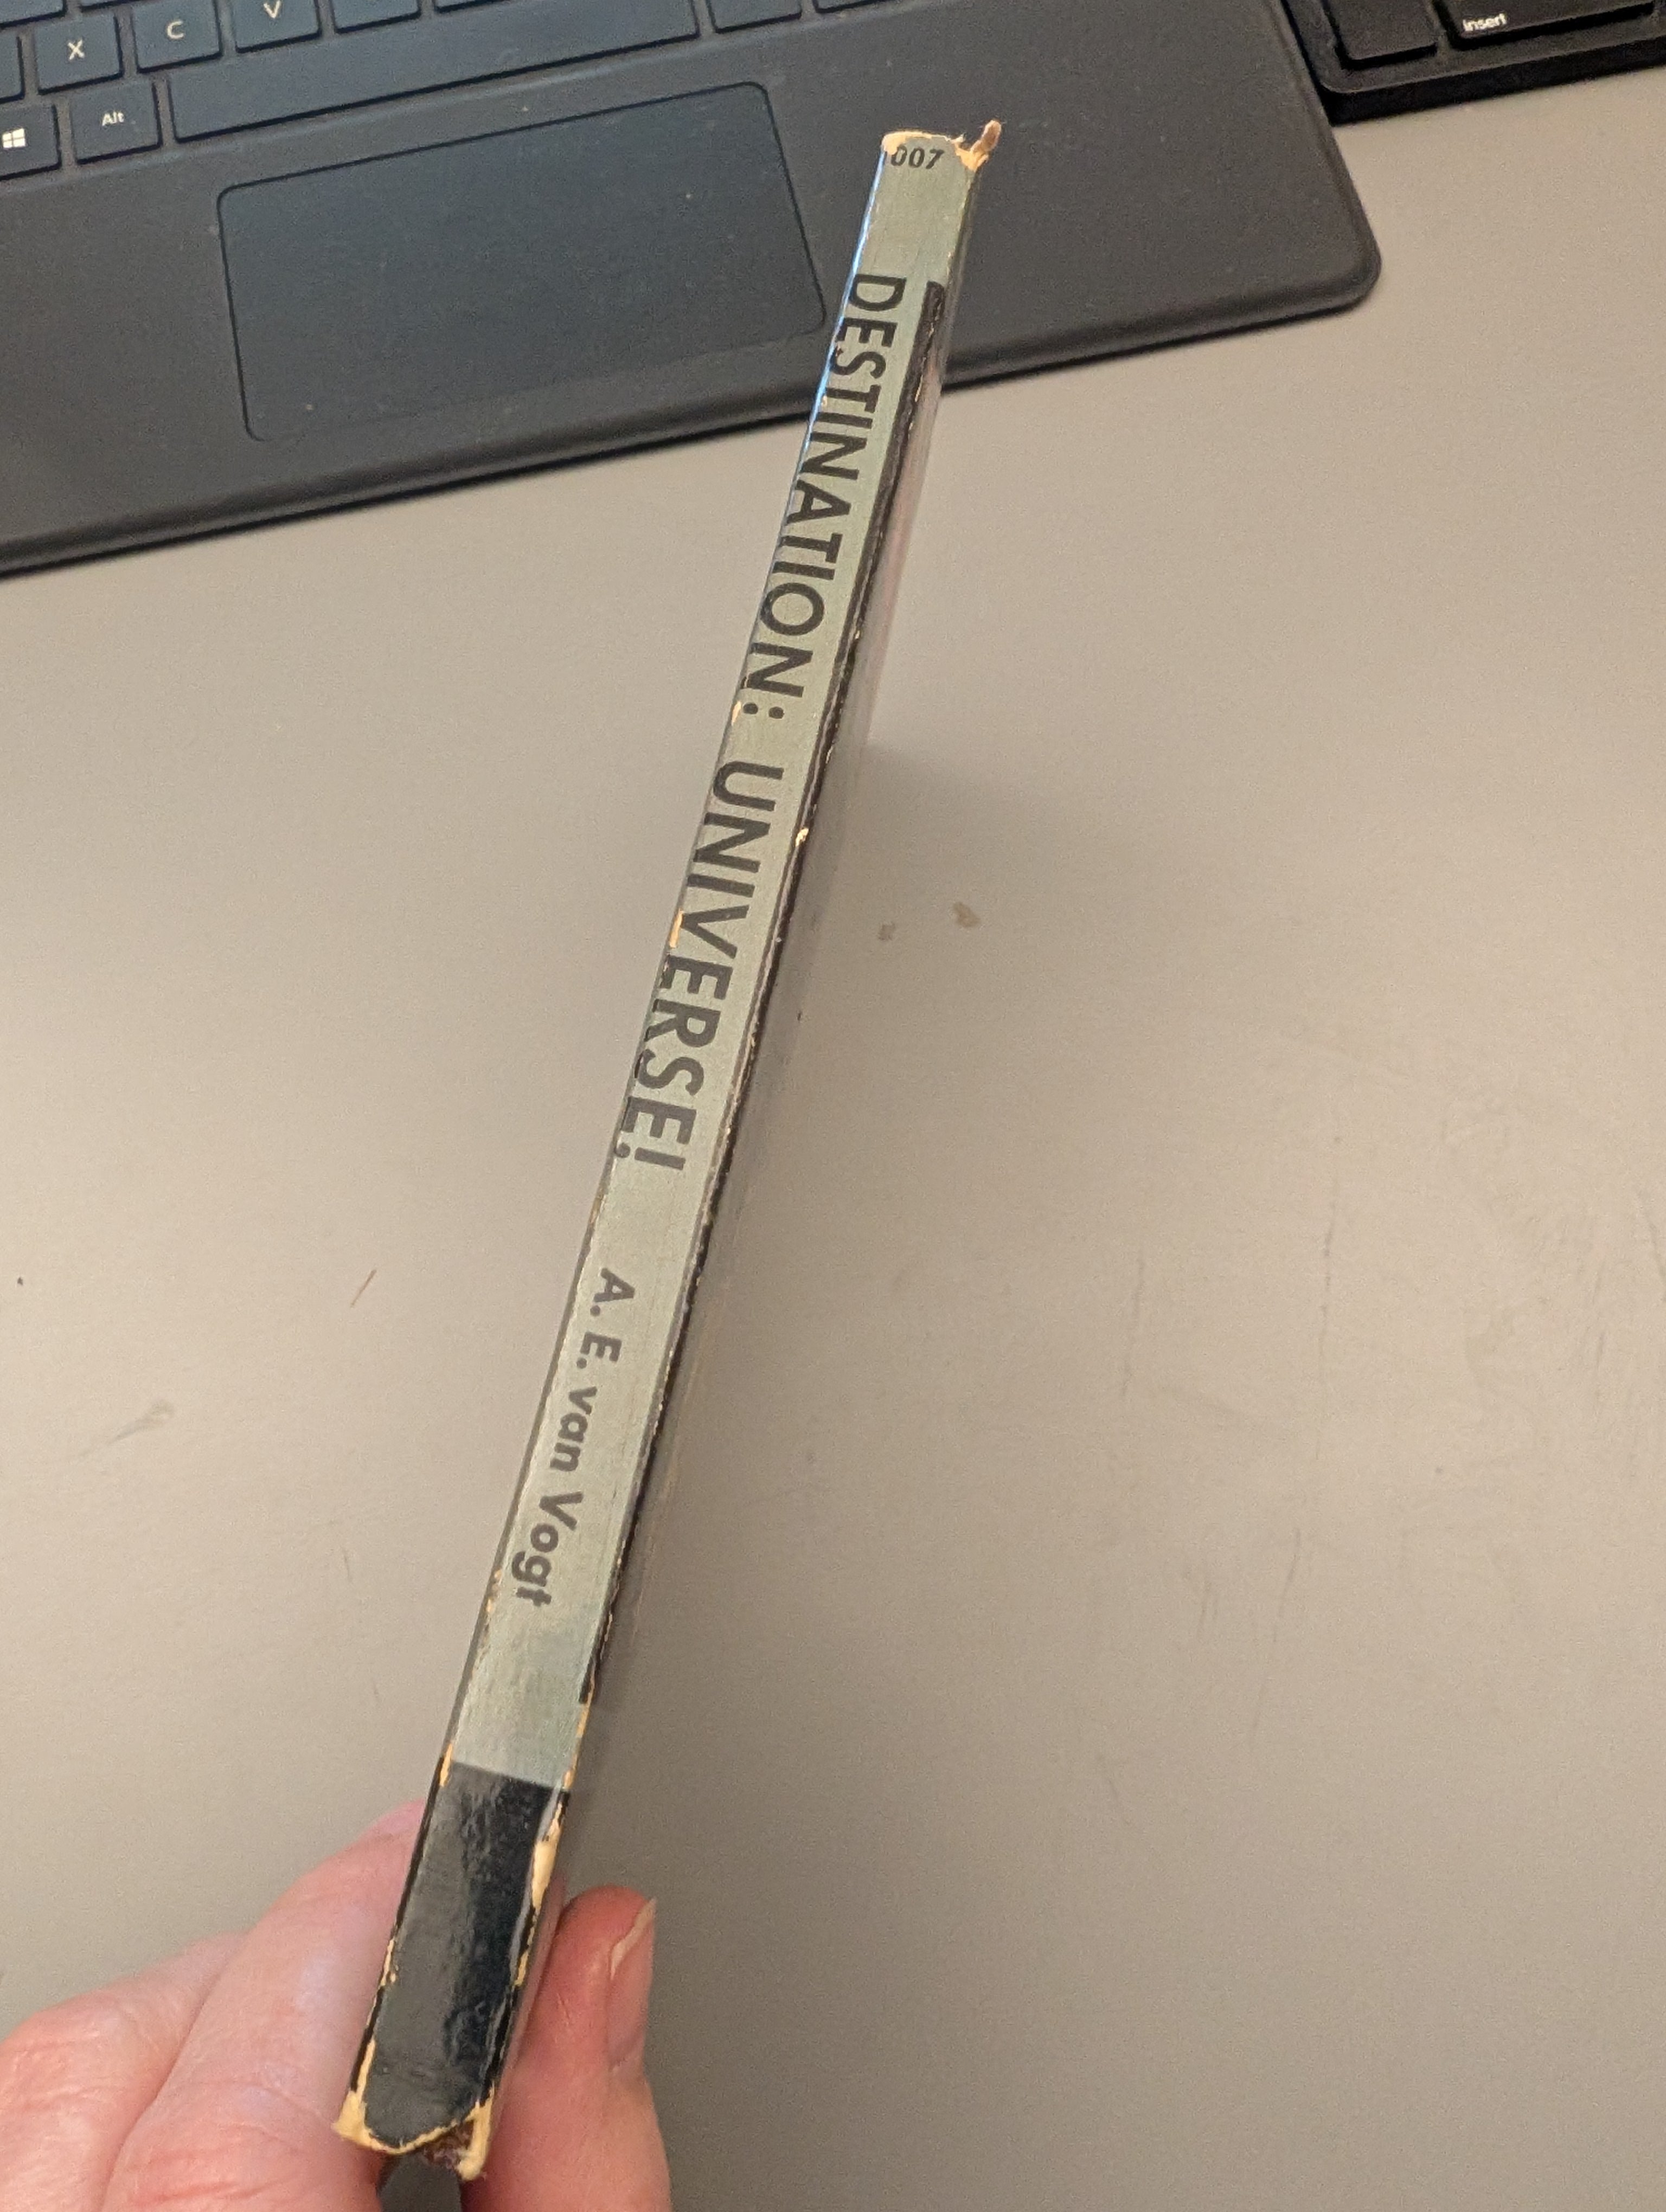 X C V
Alt
insert
007
DESTINATION: UNIVERSE!
A. E. van Vogt